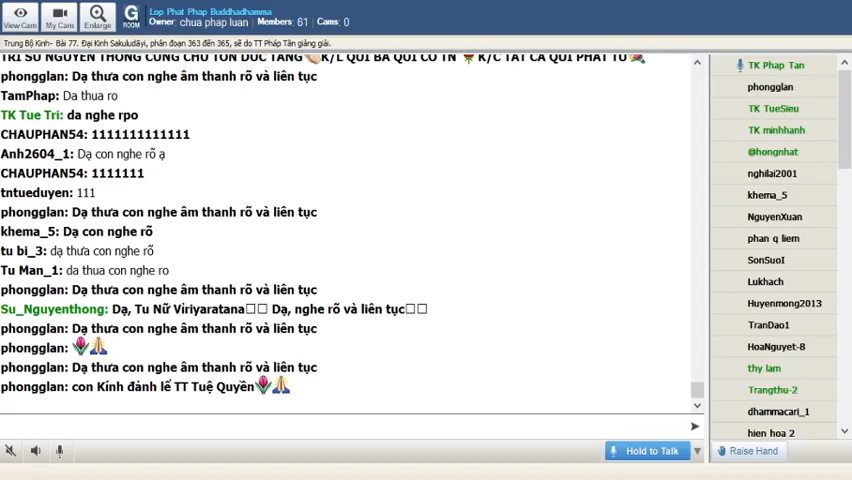 View Cam
My Cam
Enlarge
G
ROOM
Lop Phat Phap Buddhadhamma
Owner: chua phap luan Members: 61 Cams: 0
Trung Bộ Kinh- Bài 77. Đại Kinh Sakuludāyi, phân đoạn 363 đến 365, sẽ do TT Pháp Tân giảng giải.
TRI SU NGUYEN THONG CUNG CHU TON DUC TANG K/L QUI BA QUI CO TN K/C TAT CA QUI PHAT TU
phongglan: Dạ thưa con nghe âm thanh rõ và liên tục
TamPhap: Da thua ro
TK Tue Tri: da nghe rpo
CHAUPHAN54: 1111111111111
Anh2604_1: Dạ con nghe rõ ạ
CHAUPHAN54: 1111111
tntueduyen: 111
phongglan: Dạ thưa con nghe âm thanh rõ và liên tục
khema_5: Dạ con nghe rõ
tu bi_3: dạ thưa con nghe rõ
Tu Man_1: da thua con nghe ro
phongglan: Dạ thưa con nghe âm thanh rõ và liên tục
Su_Nguyenthong: Dạ, Tu Nữ Viriyaratana Dạ, nghe rõ và liên tục
phongglan: Dạ thưa con nghe âm thanh rõ và liên tục
phongglan:
phongglan: Dạ thưa con nghe âm thanh rõ và liên tục
phongglan: con Kính đảnh lể TT Tuệ Quyền
Hold to Talk
TK Phap Tan
phongglan
TK TueSieu
TK minhhanh
@hongnhat
nghilai2001
khema_5
NguyenXuan
phan q liem
SonSuoI
Lukhach
Huyenmong2013
TranDao1
HoaNguyet-8
thy lam
Trangthu-2
dhammacari_1
hien hoa 2
Raise Hand